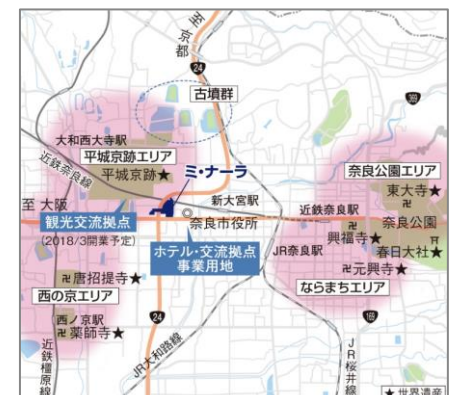 至京都
24
古墳群
369
大和西大寺駅
平城京跡エリア
平城京跡★
近鉄奈良線
ミ・ナーラ
奈良公園エリア
東大寺★
新大宮駅
近鉄奈良駅
奈良公園
至 大阪
観光交流拠点
(2018/3開業予定)
奈良市役所
興福寺★
春日大社★
ホテル・交流拠点
事業用地
JR奈良駅
元興寺★
唐招提寺★
西の京エリア
ならまちエリア
西ノ京駅
薬師寺★
24
169
近鉄橿原線
JR大和路線
JR桜井線
★世界遺産